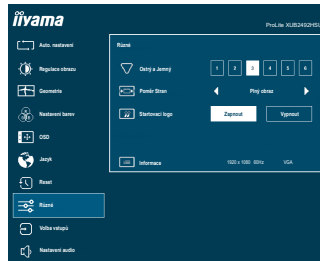 iiyama
ProLite XUB2492HSU
Auto. nastavení
Regulace obrazu
Geometrie
Nastavení barev
OSD
Jazyk
Reset
Různé
Volba vstupů
Nastavení audio
Různé
Ostrý a Jemný 1 2 3 4 5 6
Poměr Stran Plný obraz
Startovací logo Zapnout Vypnout
Informace 1920 x 1080 60Hz VGA